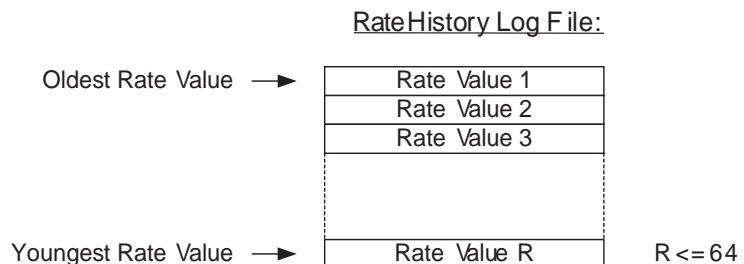 RateHistory Log File:
Oldest Rate Value
Rate Value 1
Rate Value 2
Rate Value 3
Youngest Rate Value
Rate Value R
R<=64